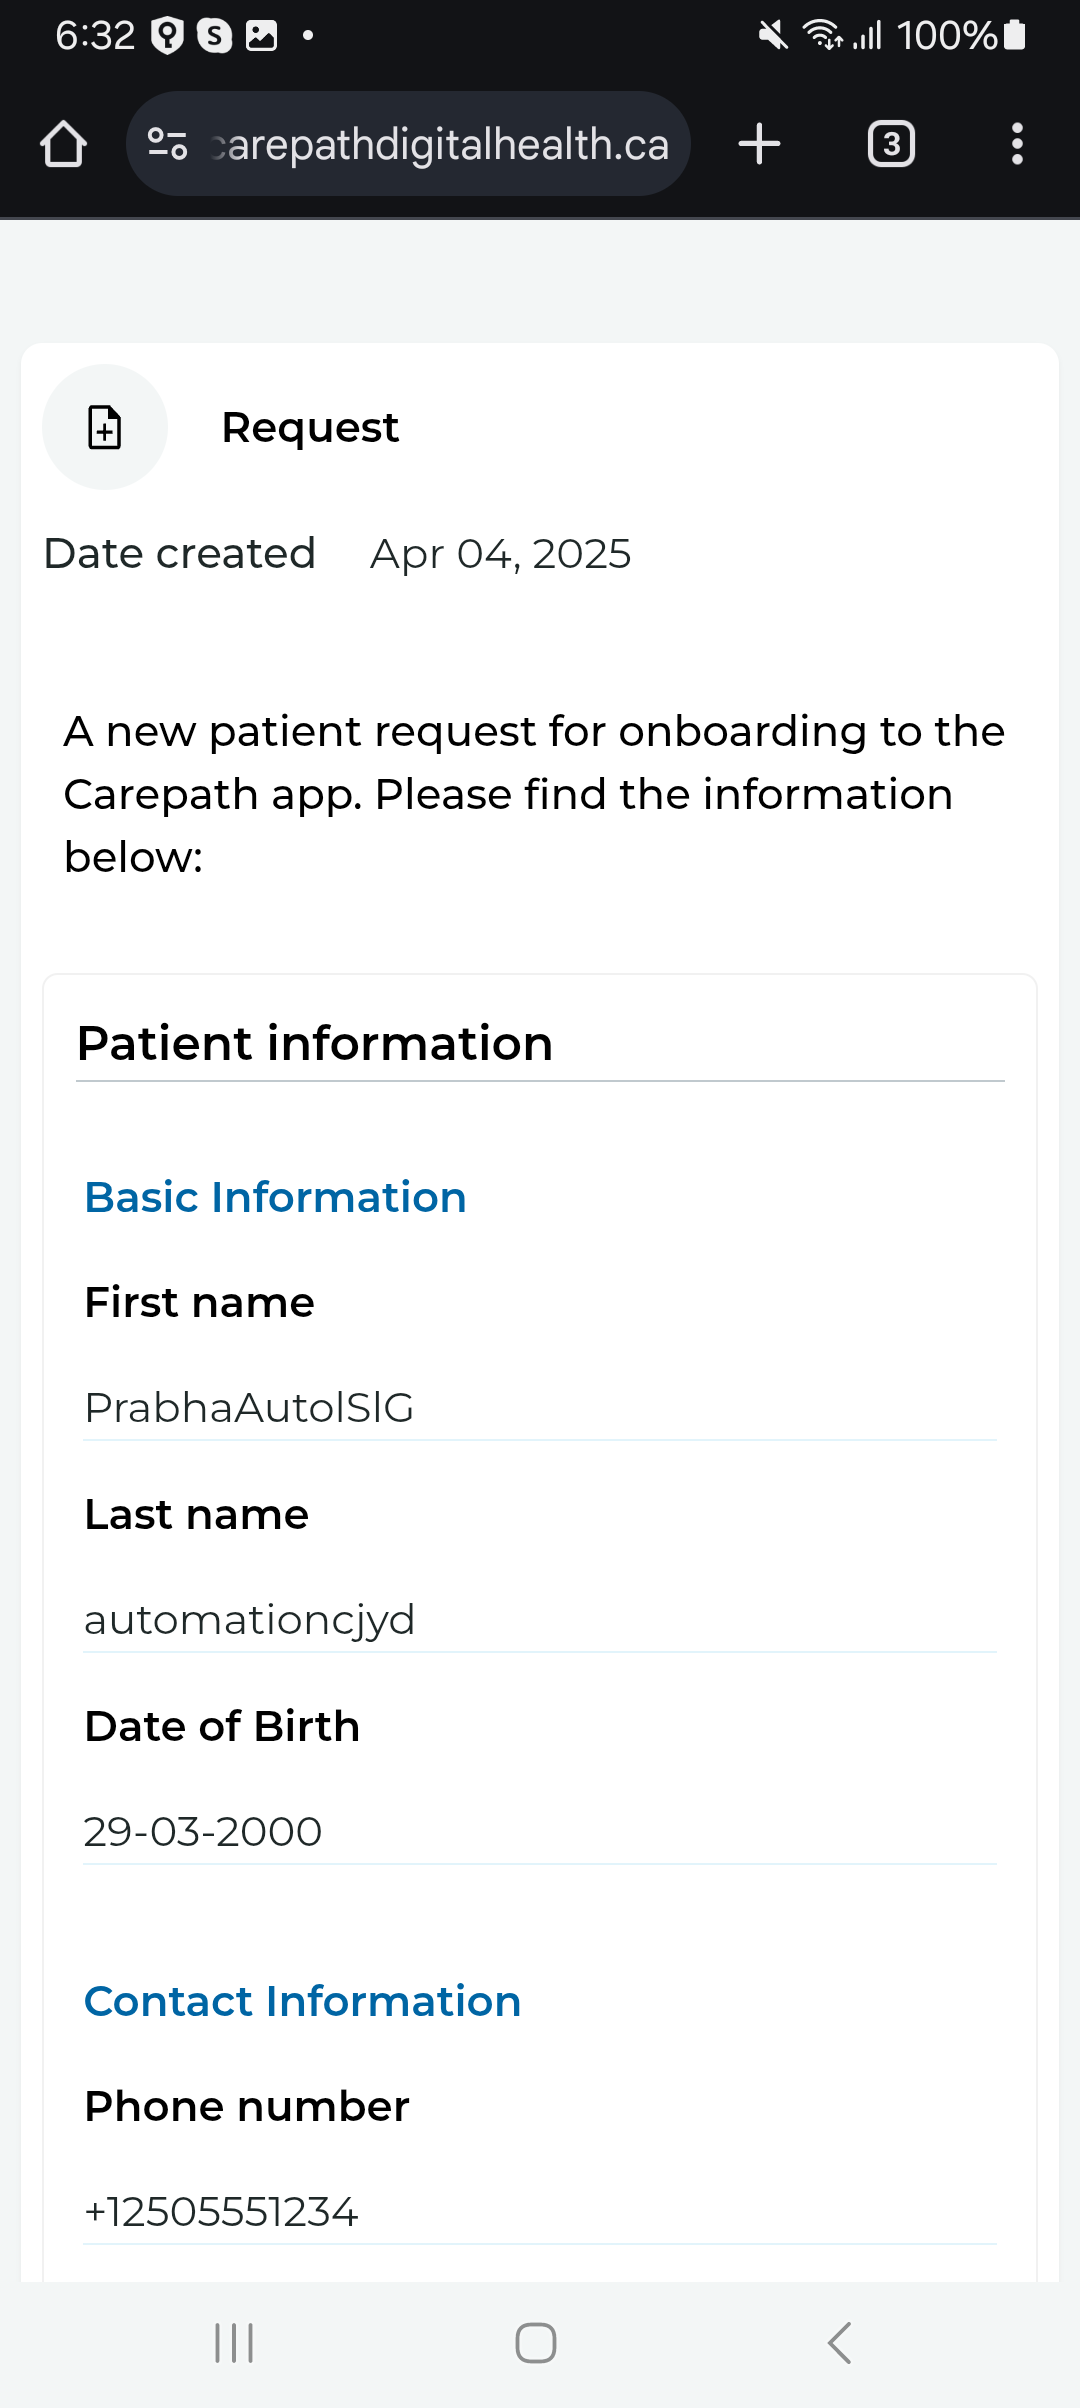 6:32
100%
carepathdigitalhealth.ca
3
Request
Date created Apr 04, 2025
A new patient request for onboarding to the
Carepath app. Please find the information
below:
Patient information
Basic Information
First name
PrabhaAutolSlG
Last name
automationcjyd
Date of Birth
29-03-2000
Contact Information
Phone number
+12505551234